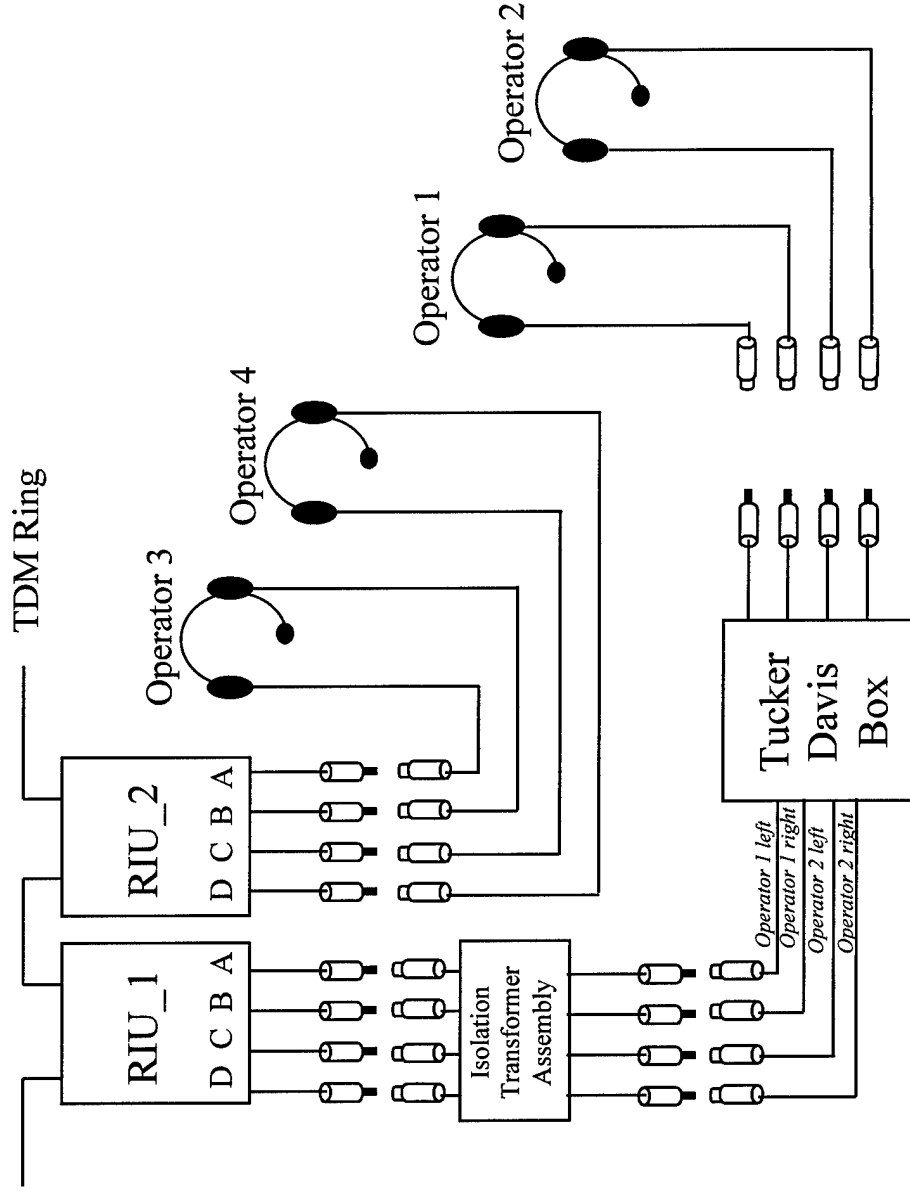 TDM Ring
RIU_1
D C B A
RIU_2
D C B A
Operator 3
Operator 4
Operator 1
Operator 2
Isolation
Transformer
Assembly
Operator 1 left
Operator 1 right
Operator 2 left
Operator 2 right
Tucker
Davis
Box